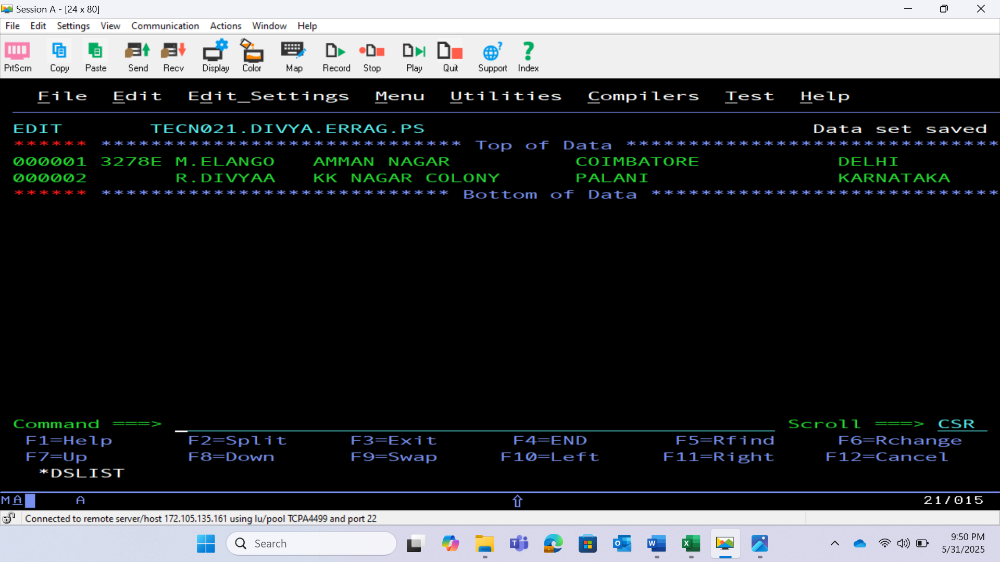 Session A - [24 x 80]
File Edit Settings View Communication Actions Window Help
PrtScrn Copy Paste Send Recv Display Color Map Record Stop Play Quit Support Index
File Edit Edit_Settings Menu Utilities Compilers Test Help
EDIT TECN021.DIVYA.ERRAG.PS Data set saved
****** ***************************** Top of Data ******************************
000001 3278E M.ELANGO AMMAN NAGAR COIMBATORE DELHI
000002 R.DIVYAA KK NAGAR COLONY PALANI KARNATAKA
****** **************************** Bottom of Data ****************************
Command ===> Scroll ===> CSR
F1=Help F2=Split F3=Exit F4=END F5=Rfind F6=Rchange
F7=Up F8=Down F9=Swap F10=Left F11=Right F12=Cancel
*DSLIST
MA A 21/015
Connected to remote server/host 172.105.135.161 using lu/pool TCPA4499 and port 22
Search
9:50 PM
5/31/2025